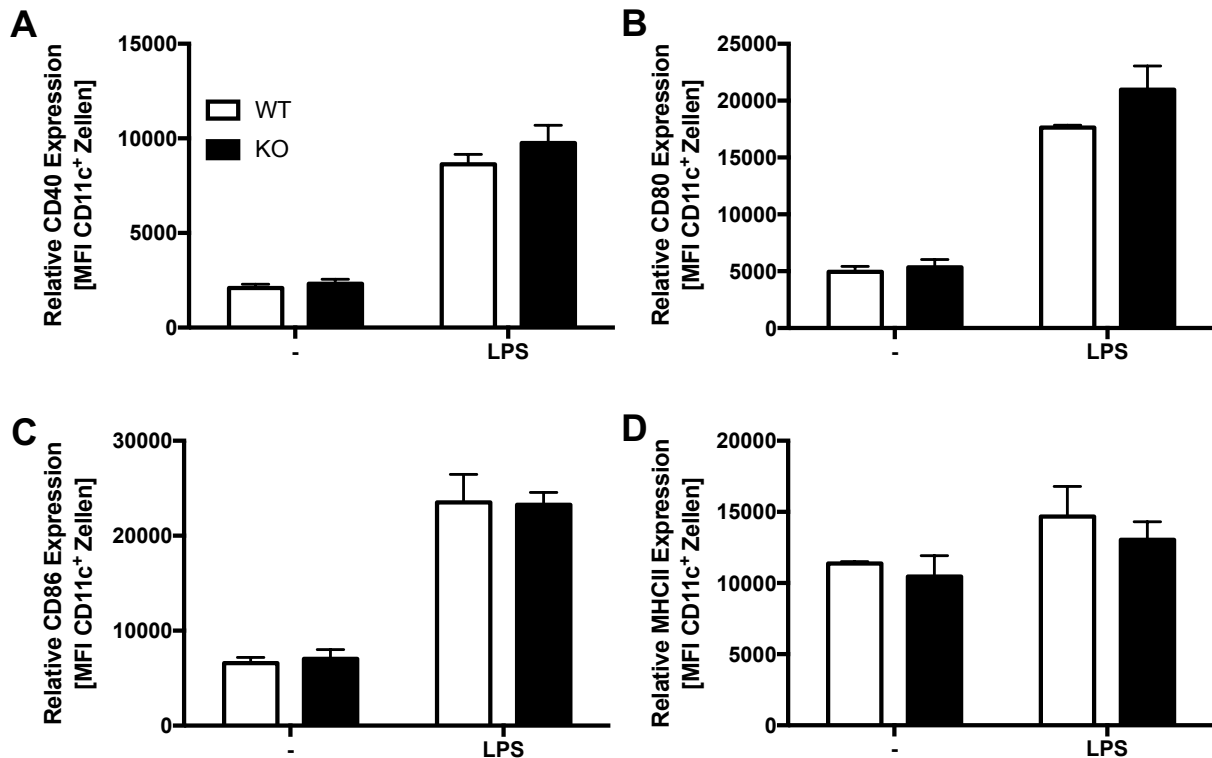 A
Relative CD40 Expression
[MFI CD11c⁺ Zellen]
15000
10000
5000
0
WT
KO
-
LPS
B
Relative CD80 Expression
[MFI CD11c⁺ Zellen]
25000
20000
15000
10000
5000
0
-
LPS
C
Relative CD86 Expression
[MFI CD11c⁺ Zellen]
30000
20000
10000
0
-
LPS
D
Relative MHCII Expression
[MFI CD11c⁺ Zellen]
20000
15000
10000
5000
0
-
LPS